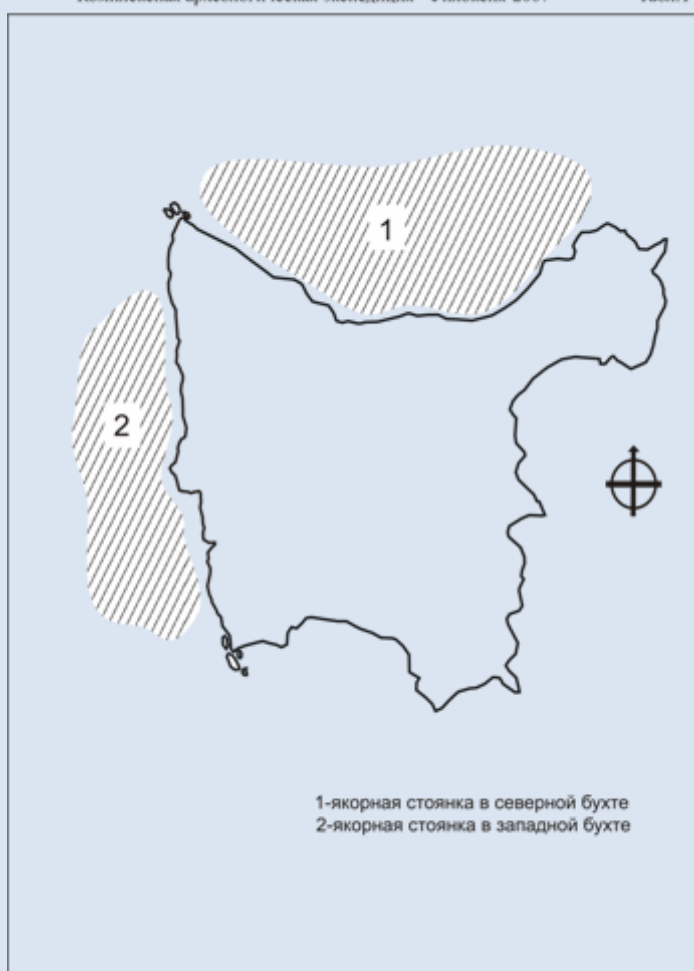 1
2
1-якорная стоянка в северной бухте
2-якорная стоянка в западной бухте